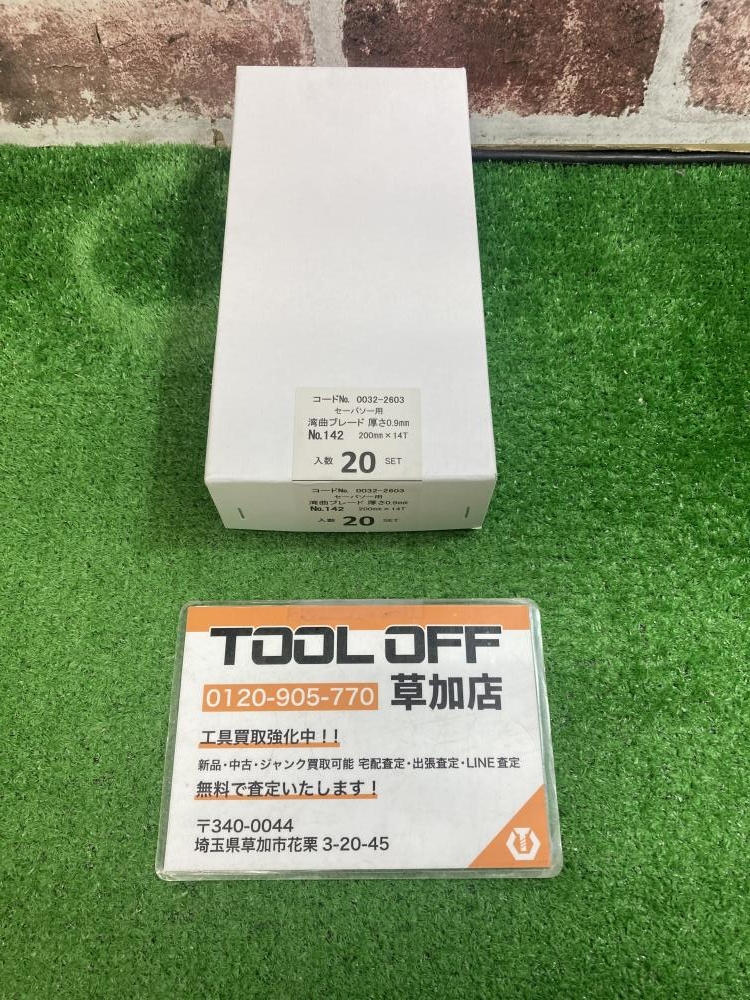 コードNo. 0032-2603
セーバソー用
湾曲ブレード 厚さ0.9mm
No.142 200mm×14T
入数 20 SET
コードNo. 0032-2603
セーバソー用
湾曲ブレード 厚さ0.9mm
No.142 200mm×14T
入数 20 SET
TOOL OFF
0120-905-770 草加店
工具買取強化中!!
新品・中古・ジャンク買取可能 宅配査定・出張査定・LINE査定
無料で査定いたします!
〒340-0044
埼玉県草加市花栗 3-20-45